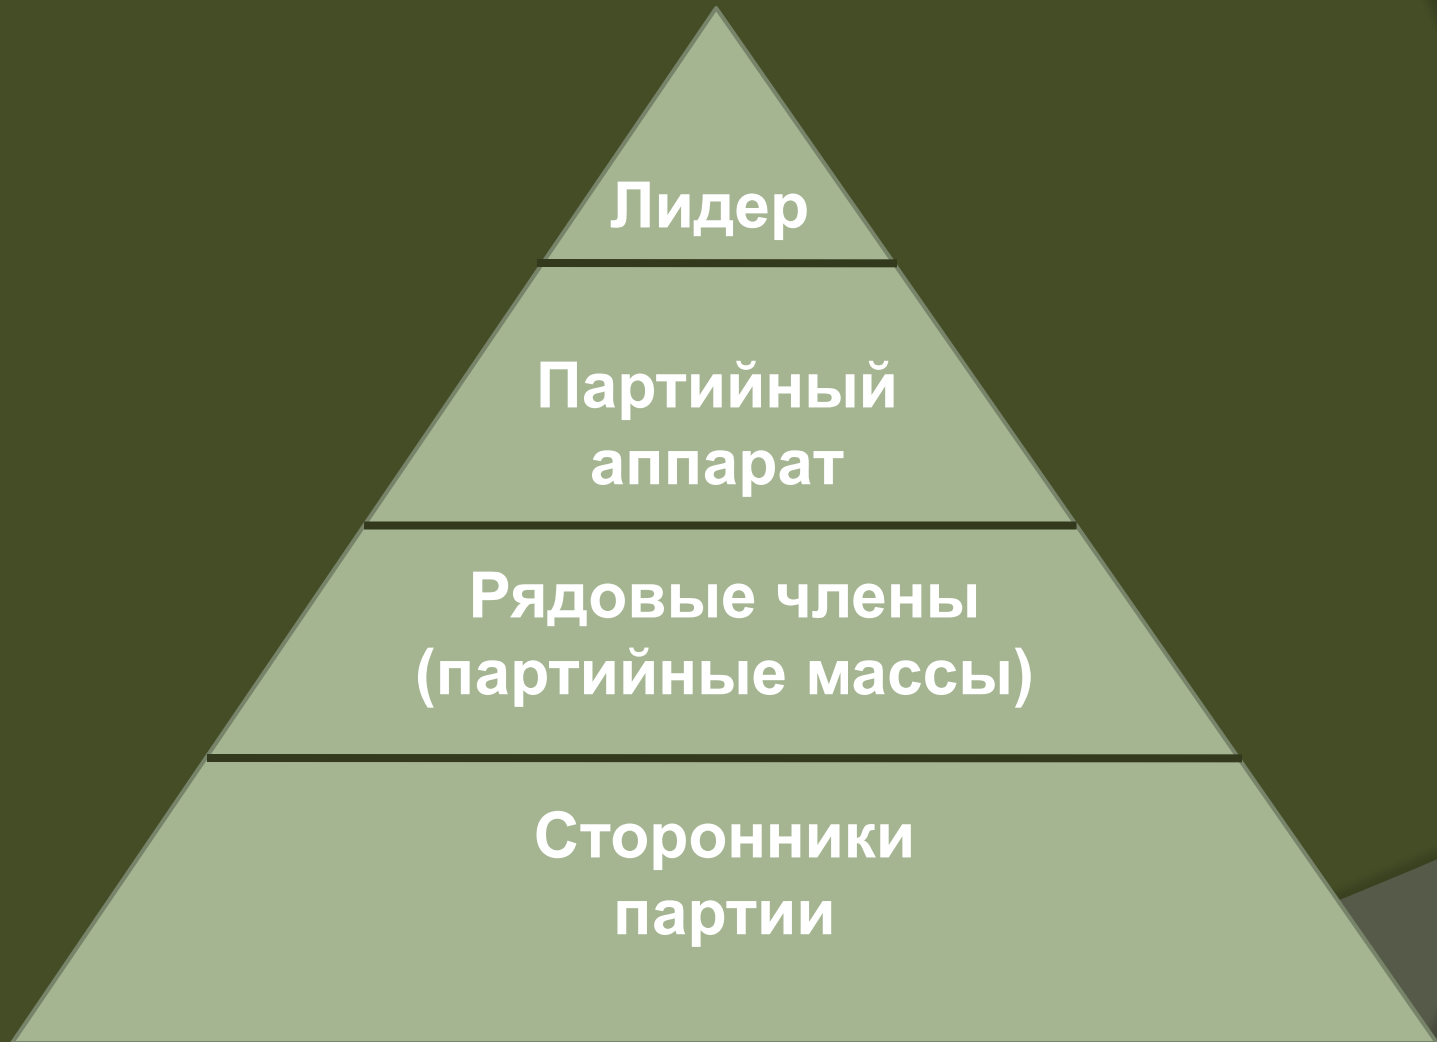 Лидер
Партийный
аппарат
Рядовые члены
(партийные массы)
Сторонники
партии